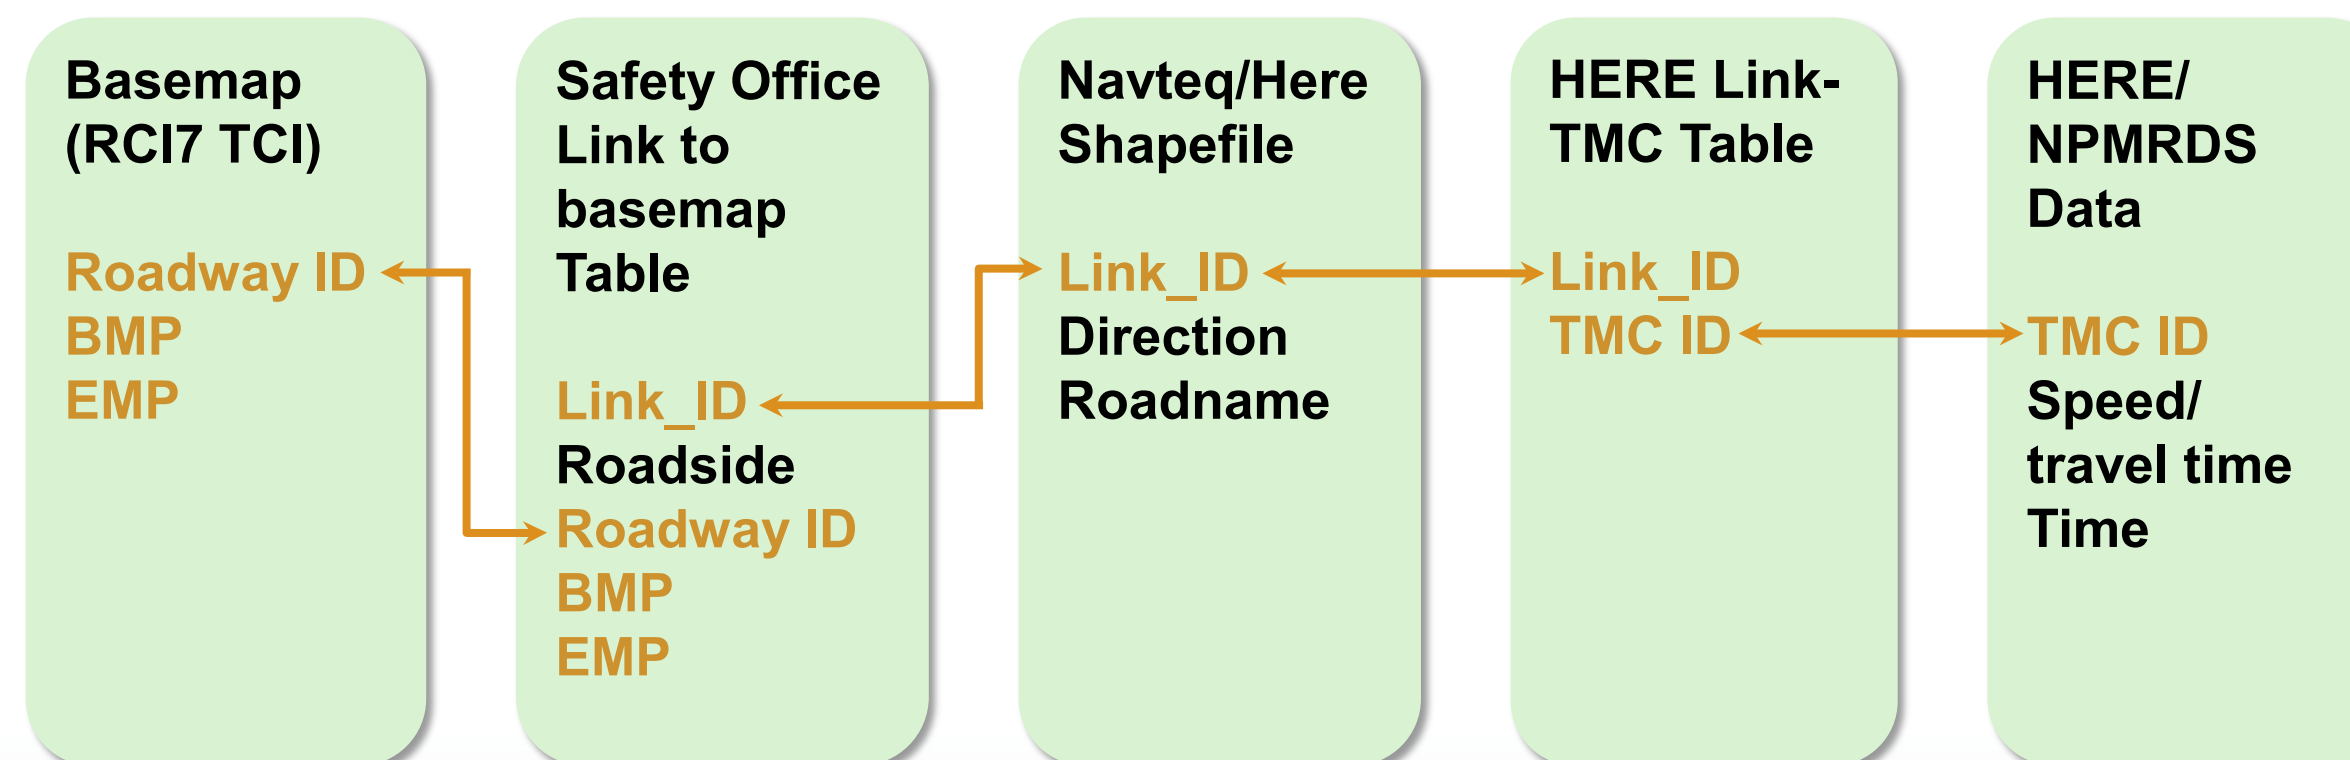 Basemap
(RCI7 TCI)
Roadway ID
BMP
EMP
Safety Office
Link to
basemap
Table
Link_ID
Roadside
Roadway ID
BMP
EMP
Navteq/Here
Shapefile
Link_ID
Direction
Roadname
HERE Link-
TMC Table
Link_ID
TMC ID
HERE/
NPMRDS
Data
TMC ID
Speed/
travel time
Time